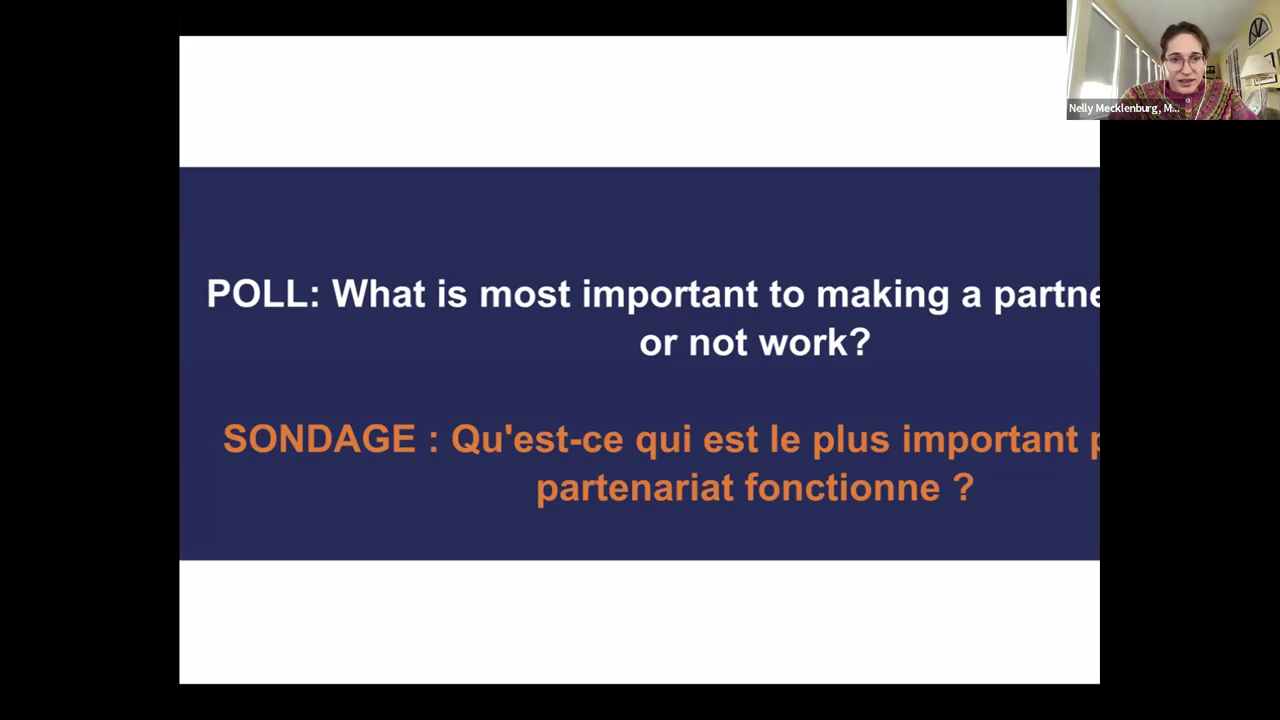 Nelly Mecklenburg, M...
POLL: What is most important to making a partne
or not work?
SONDAGE : Qu'est-ce qui est le plus important p
partenariat fonctionne ?